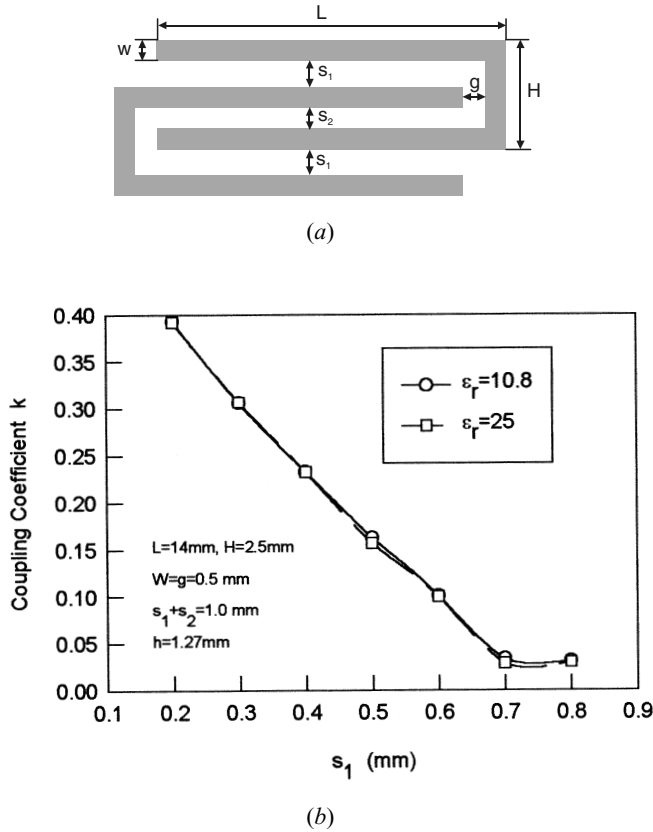 L
w
s₁
g
H
s₂
s₁
(a)
0.40
0.35
0.30
0.25
0.20
0.15
0.10
0.05
0.00
Coupling Coefficient k
εr=10.8
εr=25
L=14mm, H=2.5mm
W=g=0.5 mm
s₁+s₂=1.0 mm
h=1.27mm
0.1 0.2 0.3 0.4 0.5 0.6 0.7 0.8 0.9
s₁ (mm)
(b)